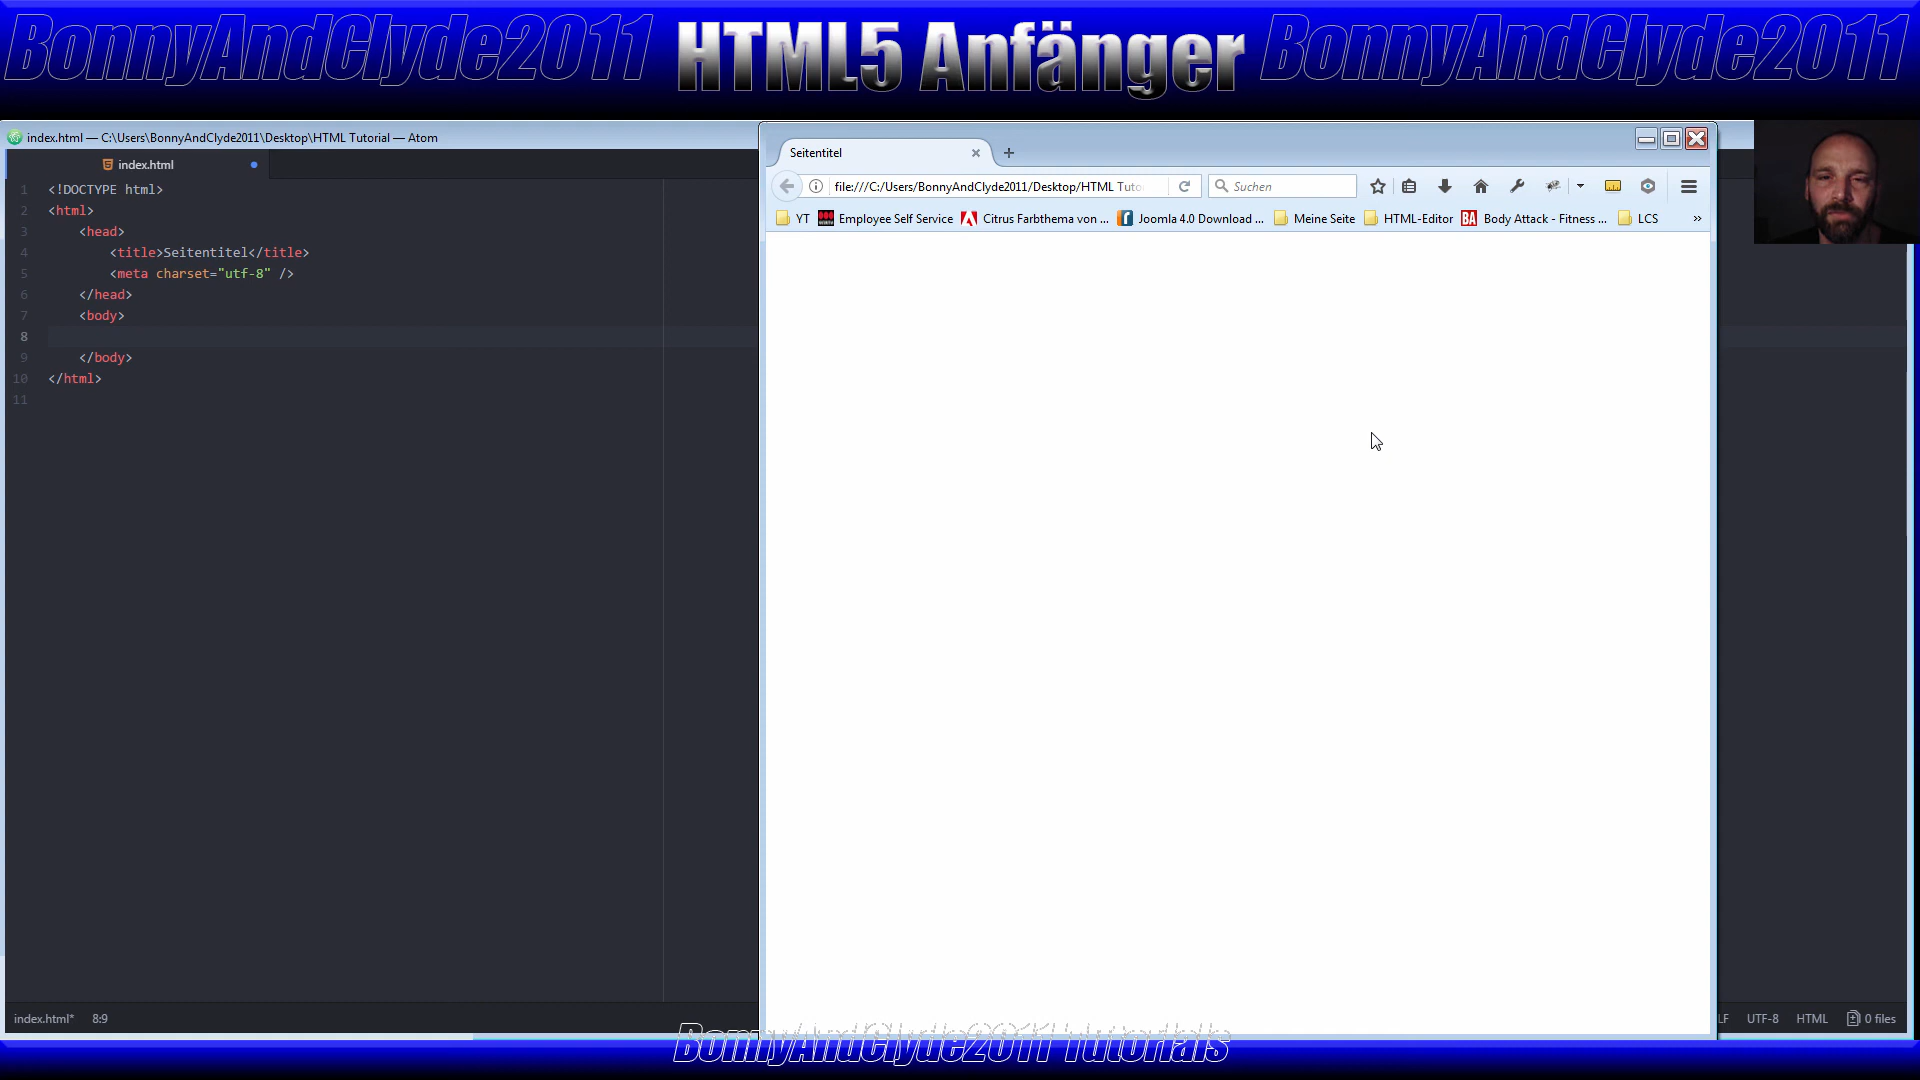 BonnyAndClyde2011 HTML5 Anfänger BonnyAndClyde2011
index.html — C:\Users\BonnyAndClyde2011\Desktop\HTML Tutorial — Atom
index.html
1 <!DOCTYPE html>
2 <html>
3 <head>
4 <title>Seitentitel</title>
5 <meta charset="utf-8" />
6 </head>
7 <body>
8
9 </body>
10 </html>
11
index.html* 8:9
Seitentitel
file:///C:/Users/BonnyAndClyde2011/Desktop/HTML Tuto
Suchen
YT Employee Self Service Citrus Farbthema von ... Joomla 4.0 Download ... Meine Seite HTML-Editor BA Body Attack - Fitness ... LCS »
LF UTF-8 HTML 0 files
BonnyAndClyde2011 Tutorials